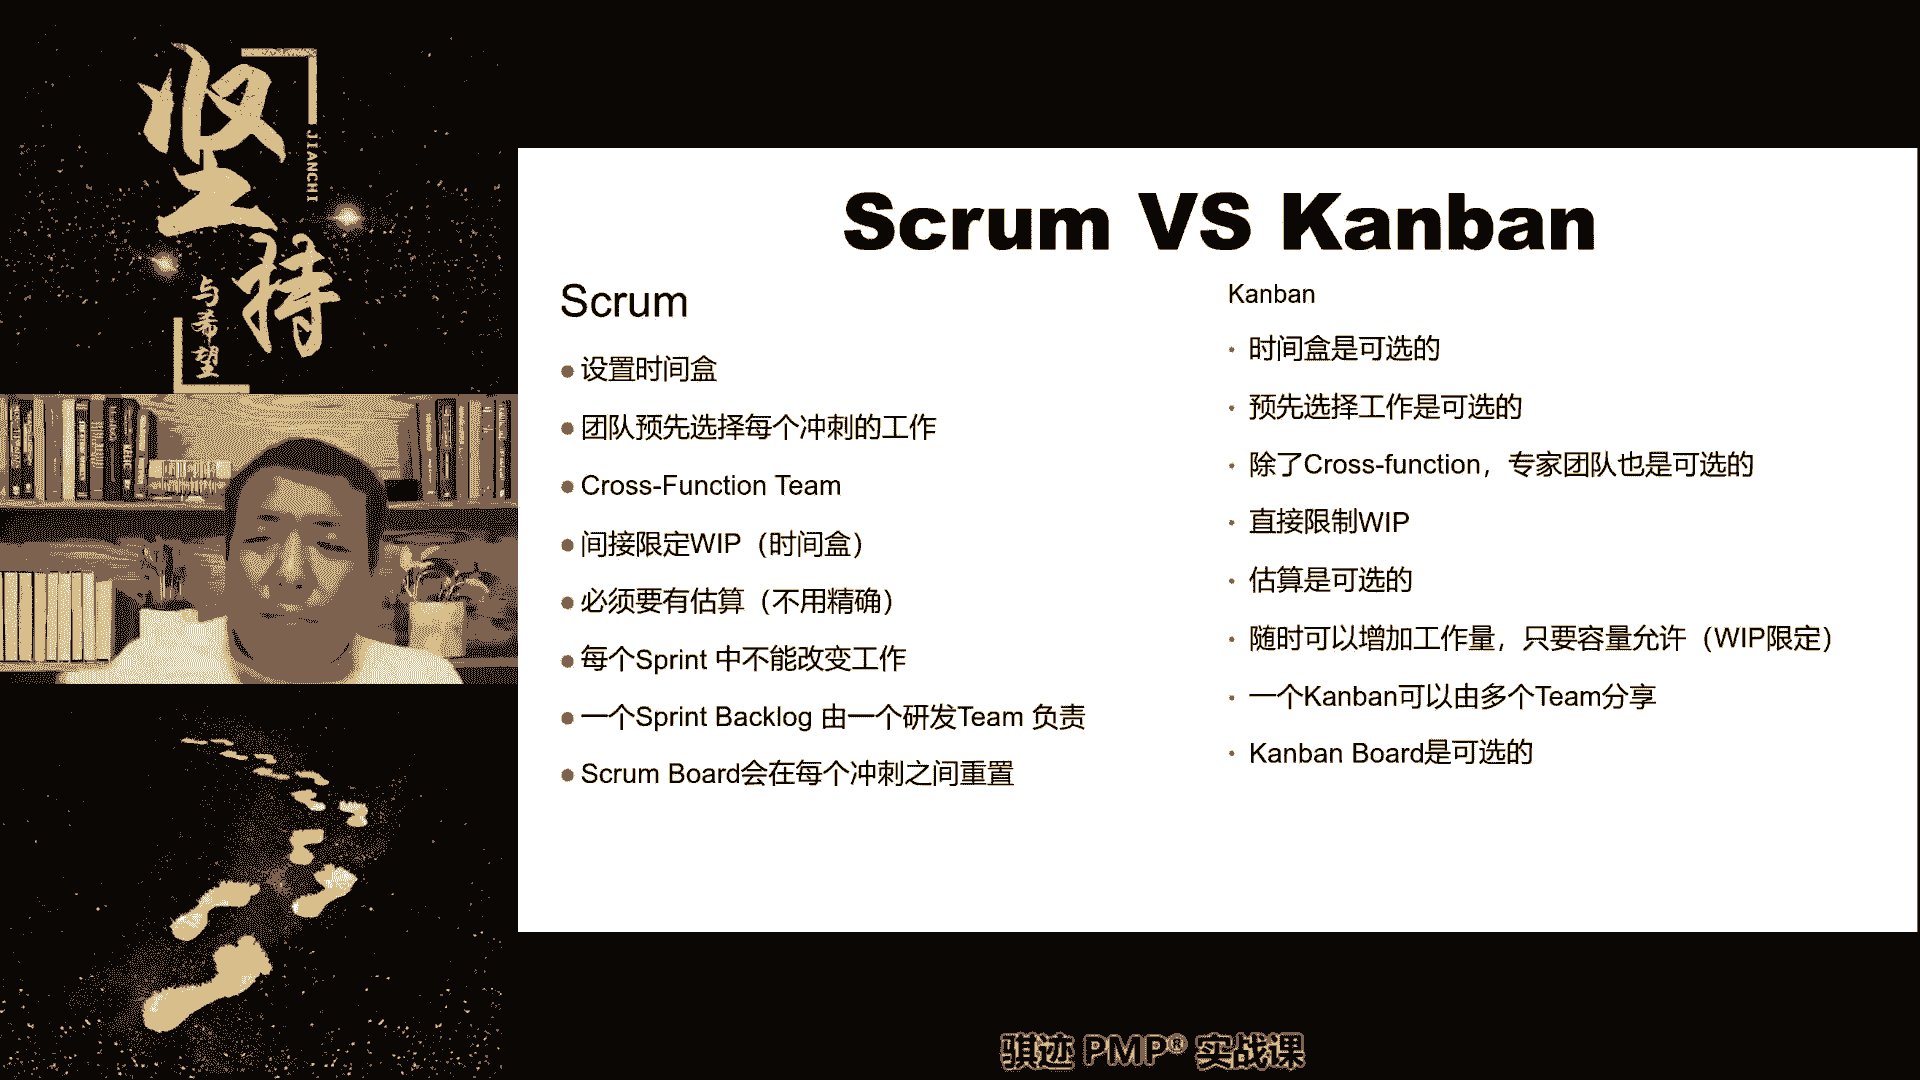 坚持
JIANCHI
与希望
Scrum VS Kanban
Scrum
设置时间盒
团队预先选择每个冲刺的工作
Cross-Function Team
间接限定WIP（时间盒）
必须要有估算（不用精确）
每个Sprint 中不能改变工作
一个Sprint Backlog 由一个研发Team 负责
Scrum Board会在每个冲刺之间重置
Kanban
时间盒是可选的
预先选择工作是可选的
除了Cross-function，专家团队也是可选的
直接限制WIP
估算是可选的
随时可以增加工作量，只要容量允许（WIP限定）
一个Kanban可以由多个Team分享
Kanban Board是可选的
骐迹 PMP® 实战课